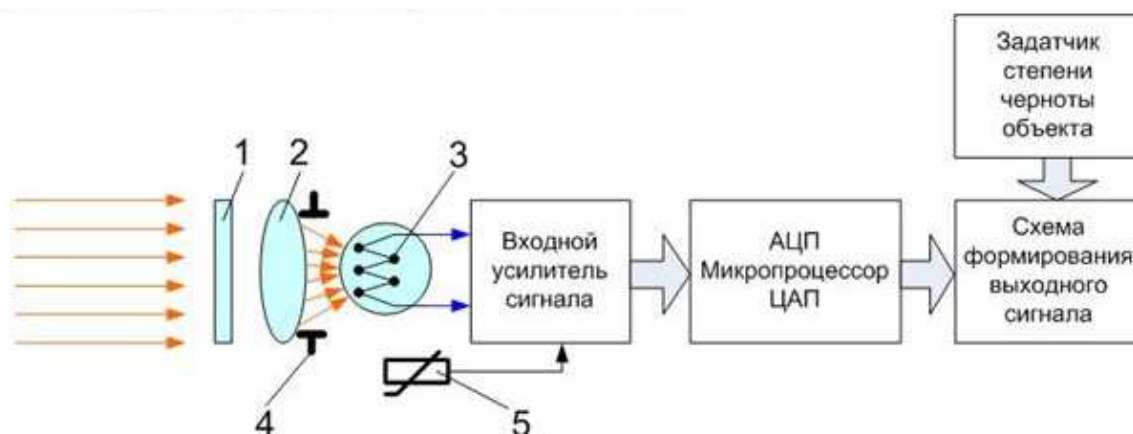 Задатчик
степени
черноты
объекта
1
2
3
Входной
усилитель
сигнала
АЦП
Микропроцессор
ЦАП
Схема
формирования
выходного
сигнала
4
5